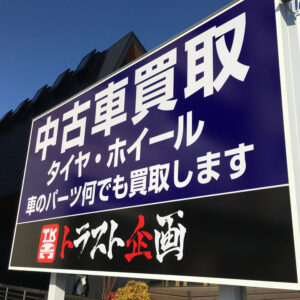 中古車買取
タイヤ・ホイール
車のパーツ何でも買取します
トラスト企画